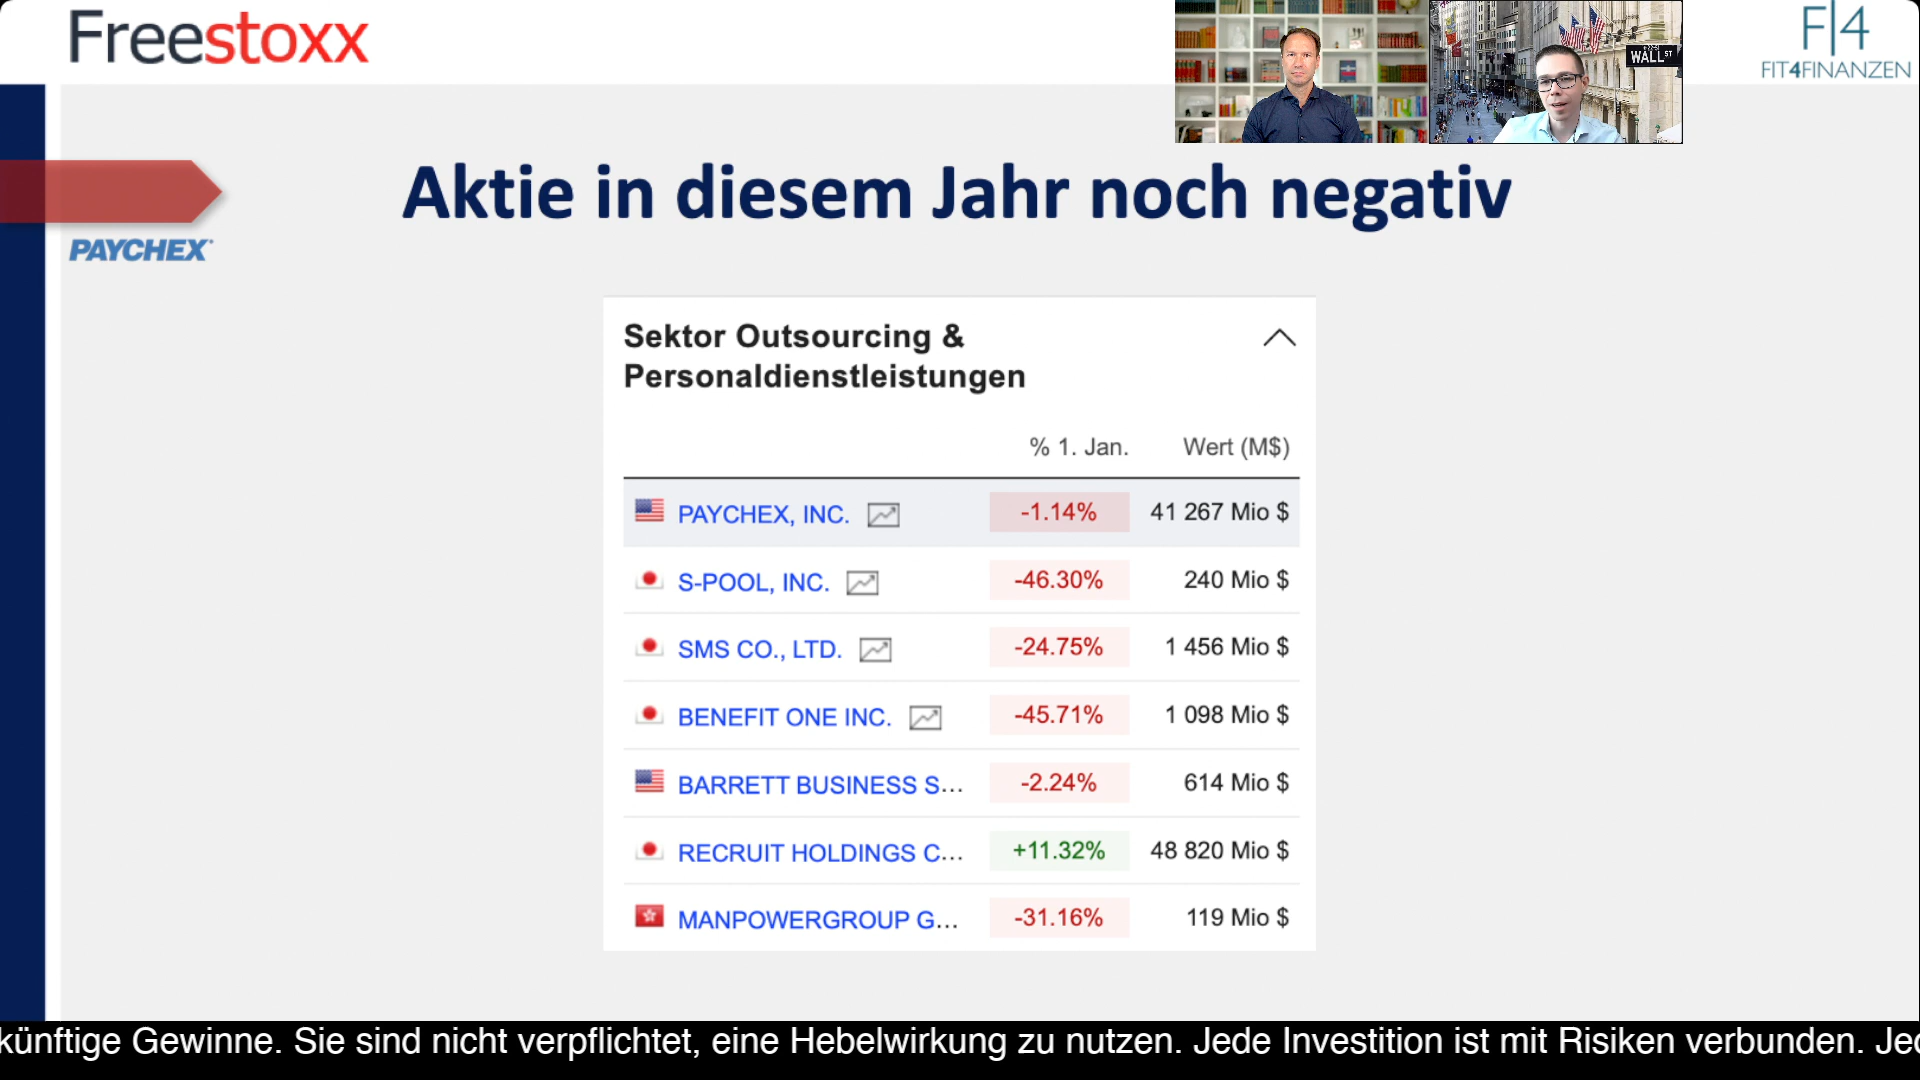 Freestoxx
WALL ST
F|4
FIT4FINANZEN
Aktie in diesem Jahr noch negativ
PAYCHEX
Sektor Outsourcing &
Personaldienstleistungen
% 1. Jan. Wert (M$)
PAYCHEX, INC. -1.14% 41 267 Mio $
S-POOL, INC. -46.30% 240 Mio $
SMS CO., LTD. -24.75% 1 456 Mio $
BENEFIT ONE INC. -45.71% 1 098 Mio $
BARRETT BUSINESS S... -2.24% 614 Mio $
RECRUIT HOLDINGS C... +11.32% 48 820 Mio $
MANPOWERGROUP G... -31.16% 119 Mio $
künftige Gewinne. Sie sind nicht verpflichtet, eine Hebelwirkung zu nutzen. Jede Investition ist mit Risiken verbunden.